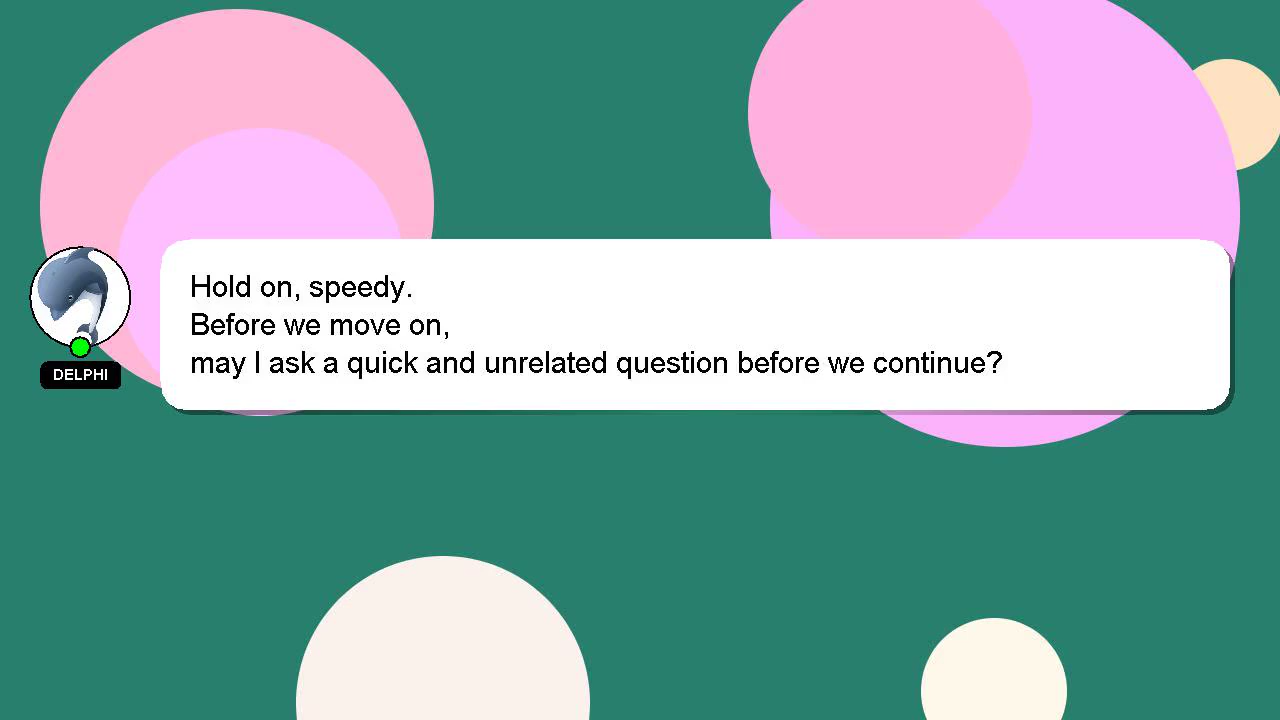 Hold on, speedy.
Before we move on,
may I ask a quick and unrelated question before we continue?
DELPHI